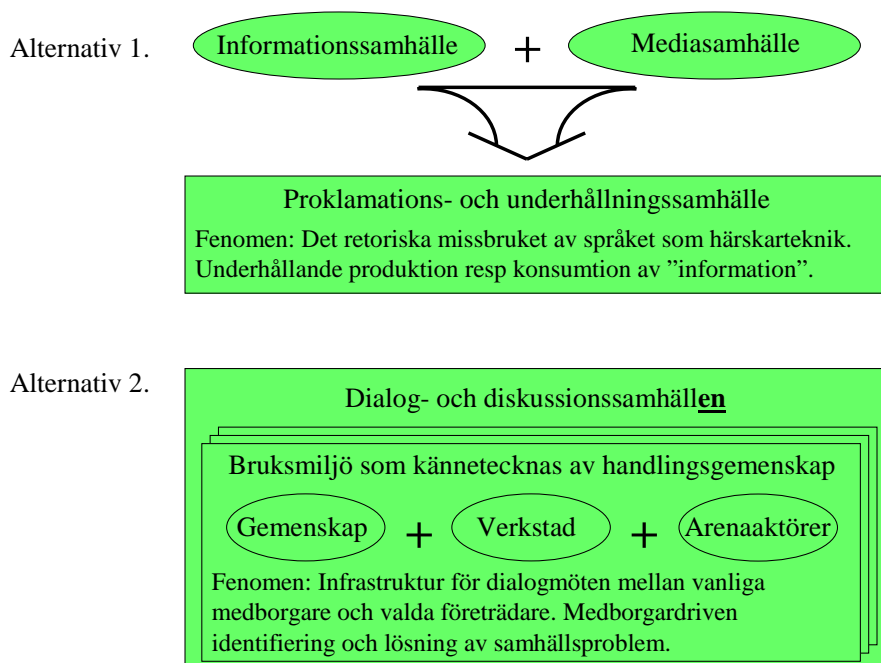 Alternativ 1.
Informationssamhälle + Mediasamhälle
Proklamations- och underhållningssamhälle
Fenomen: Det retoriska missbruket av språket som härskarteknik.
Underhållande produktion resp konsumtion av ”information”.
Alternativ 2.
Dialog- och diskussionssamhällen
Bruksmiljö som kännetecknas av handlingsgemenskap
Gemenskap + Verkstad + Arenaaktörer
Fenomen: Infrastruktur för dialogmöten mellan vanliga
medborgare och valda företrädare. Medborgardriven
identifiering och lösning av samhällsproblem.